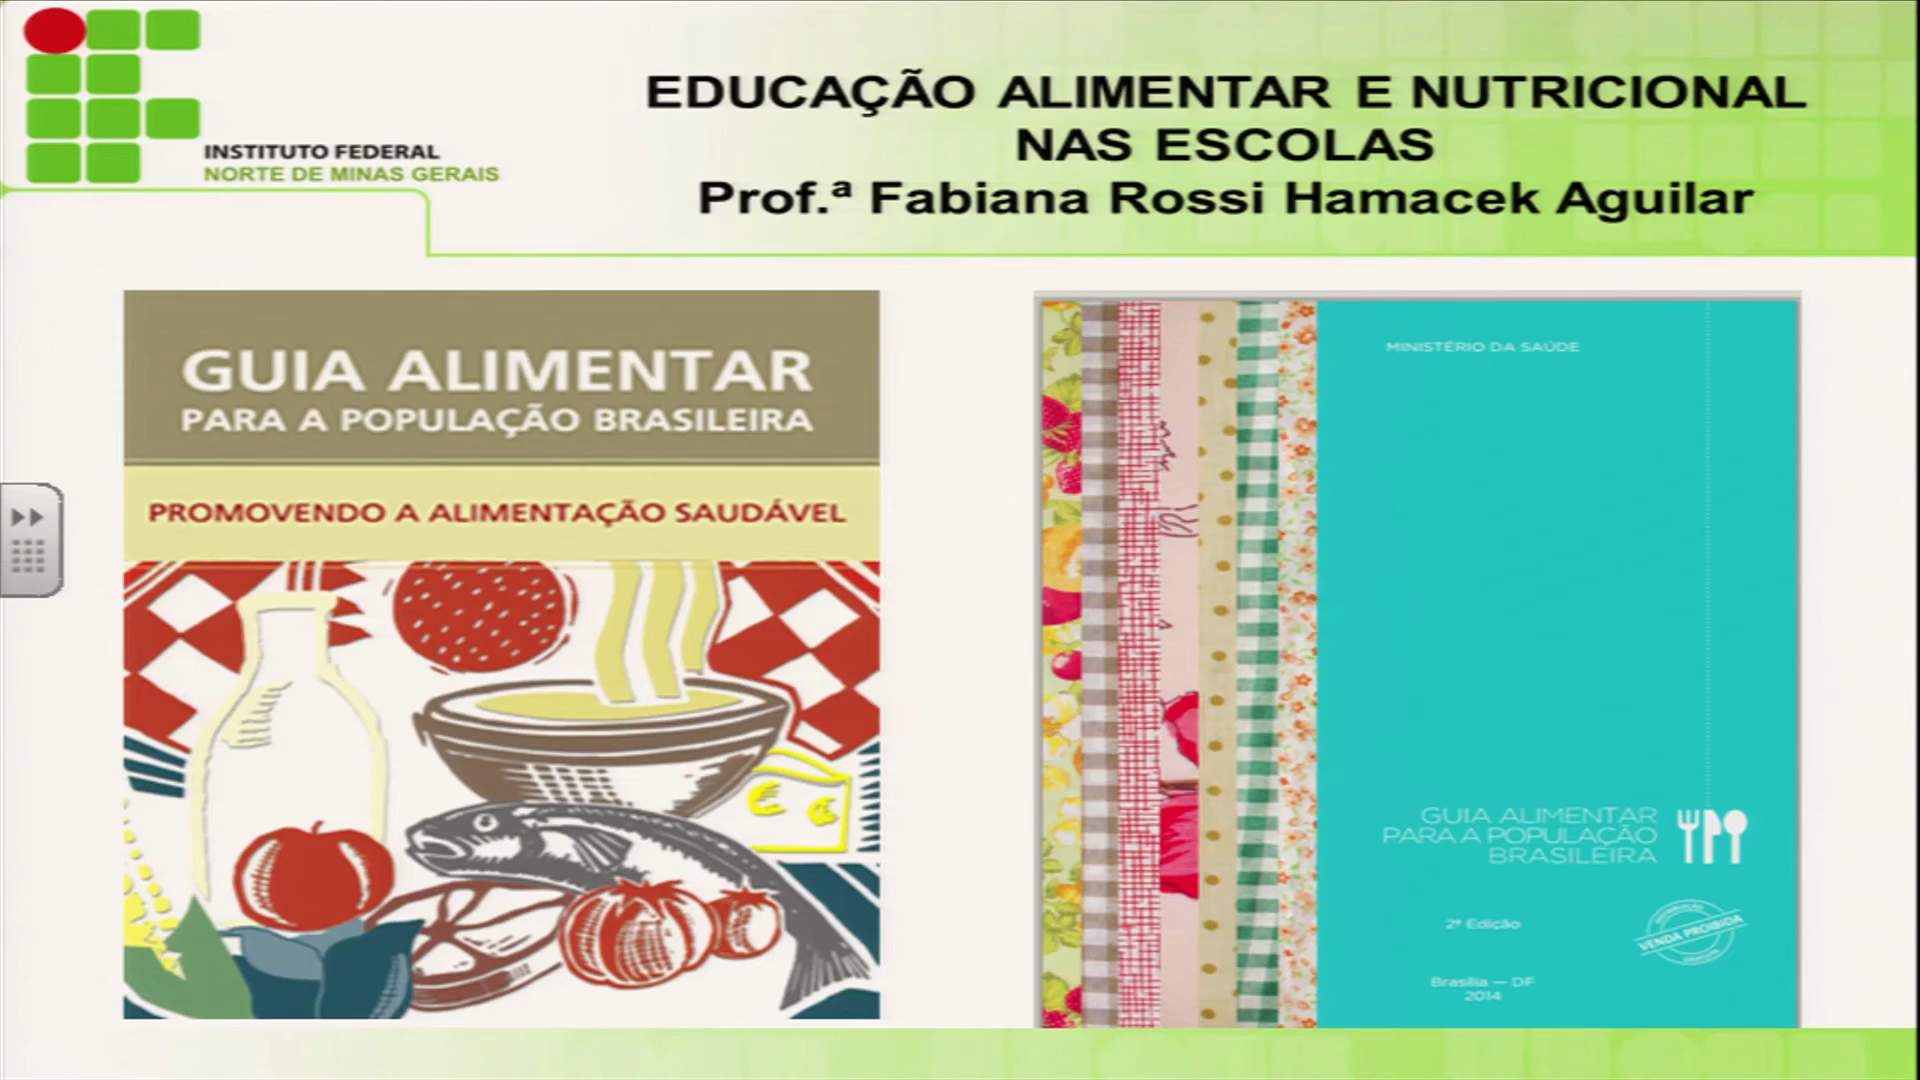 INSTITUTO FEDERAL
NORTE DE MINAS GERAIS
EDUCAÇÃO ALIMENTAR E NUTRICIONAL
NAS ESCOLAS
Prof.ª Fabiana Rossi Hamacek Aguilar
GUIA ALIMENTAR
PARA A POPULAÇÃO BRASILEIRA
PROMOVENDO A ALIMENTAÇÃO SAUDÁVEL
MINISTÉRIO DA SAÚDE
GUIA ALIMENTAR
PARA A POPULAÇÃO
BRASILEIRA
2ª Edição
VENDA PROIBIDA
Brasília — DF
2014